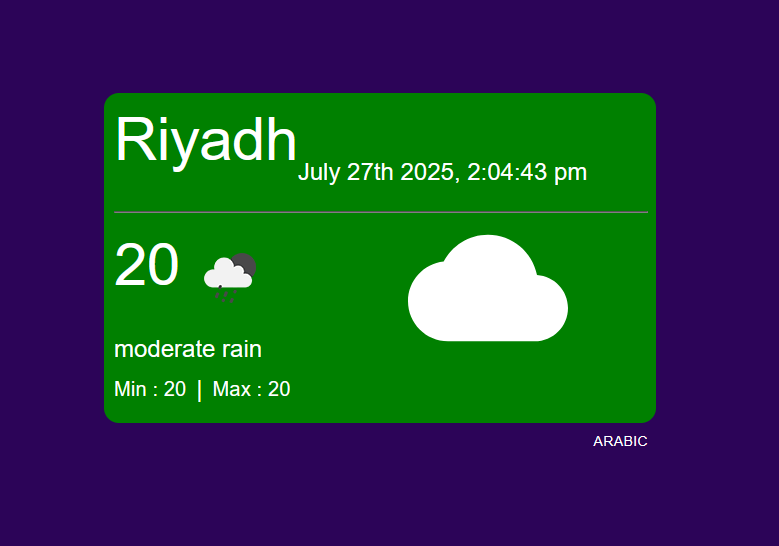 Riyadh
July 27th 2025, 2:04:43 pm
20
moderate rain
Min : 20 | Max : 20
ARABIC